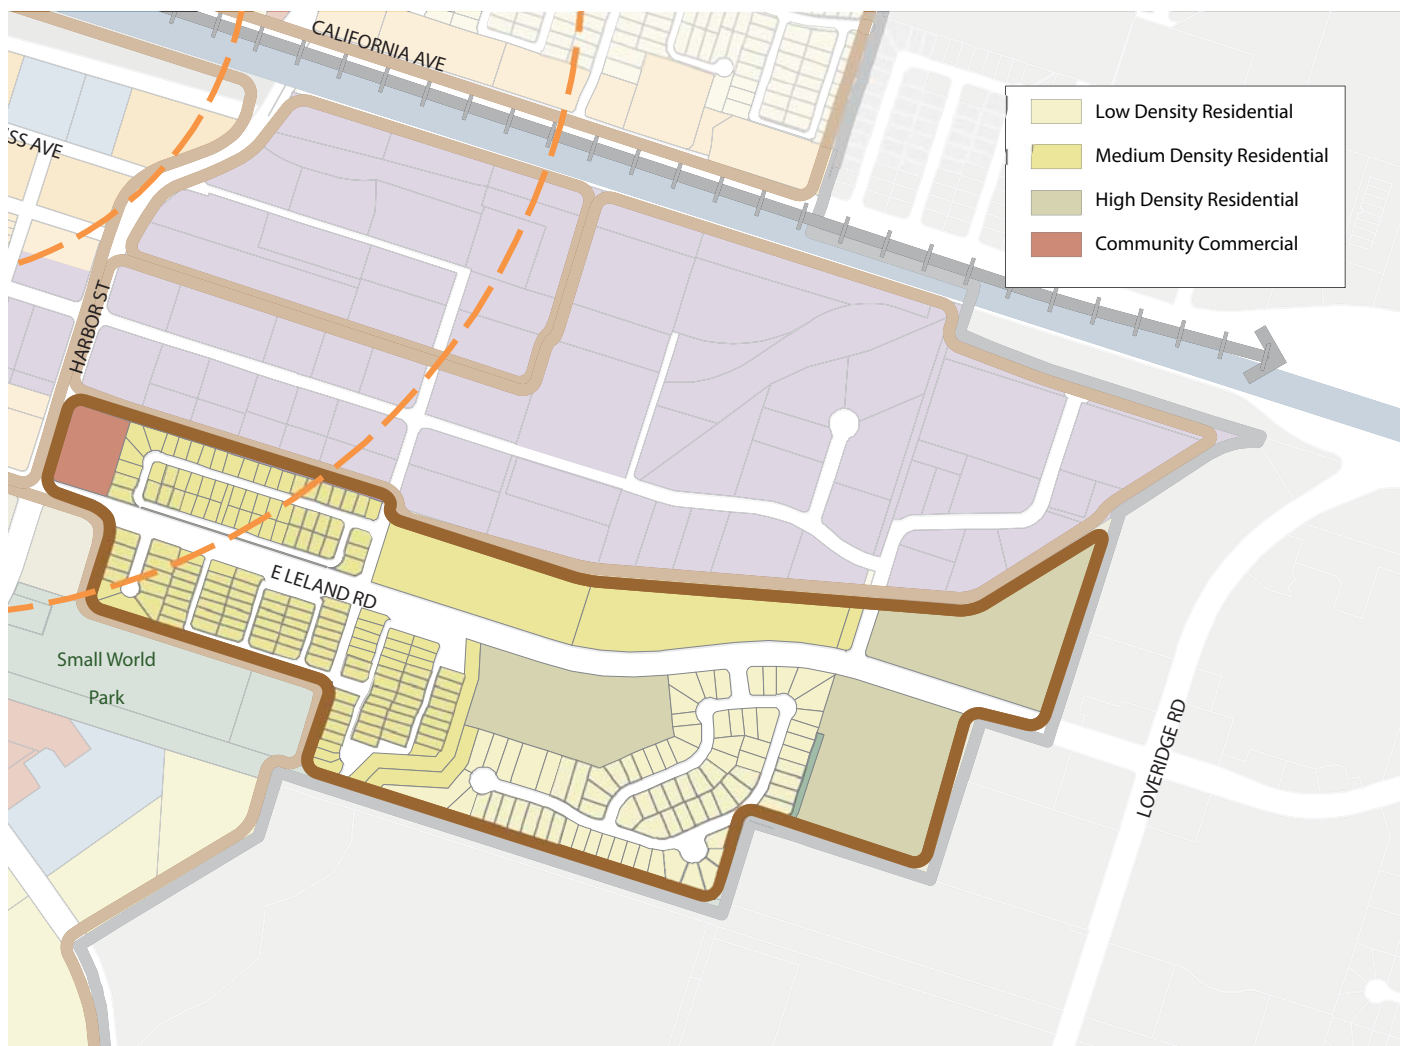 CALIFORNIA AVE
SS AVE
HARBOR ST
E LELAND RD
Small World
Park
LOVERIDGE RD
Low Density Residential
Medium Density Residential
High Density Residential
Community Commercial